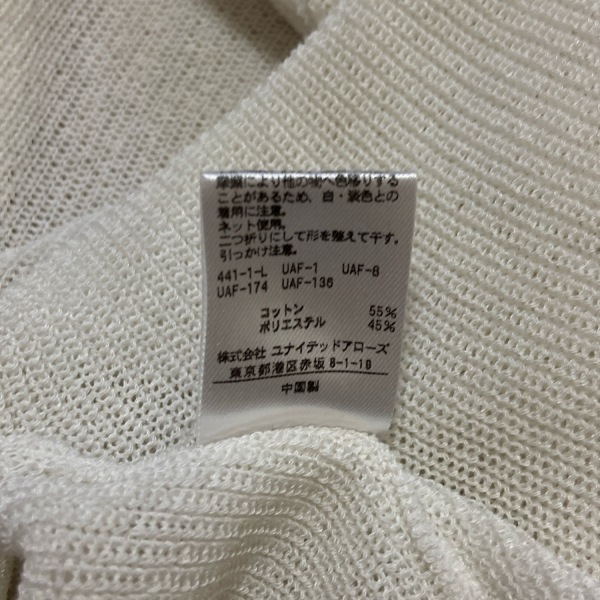 摩擦により他の物へ色移りする
ことがあるため、白・淡色との
着用に注意。
ネット使用。
二つ折りにして形を整えて干す。
引っかけ注意。
441-1-L UAF-1 UAF-8
UAF-174 UAF-136
コットン 55%
ポリエステル 45%
株式会社 ユナイテッドアローズ
東京都港区赤坂 8-1-19
中国製